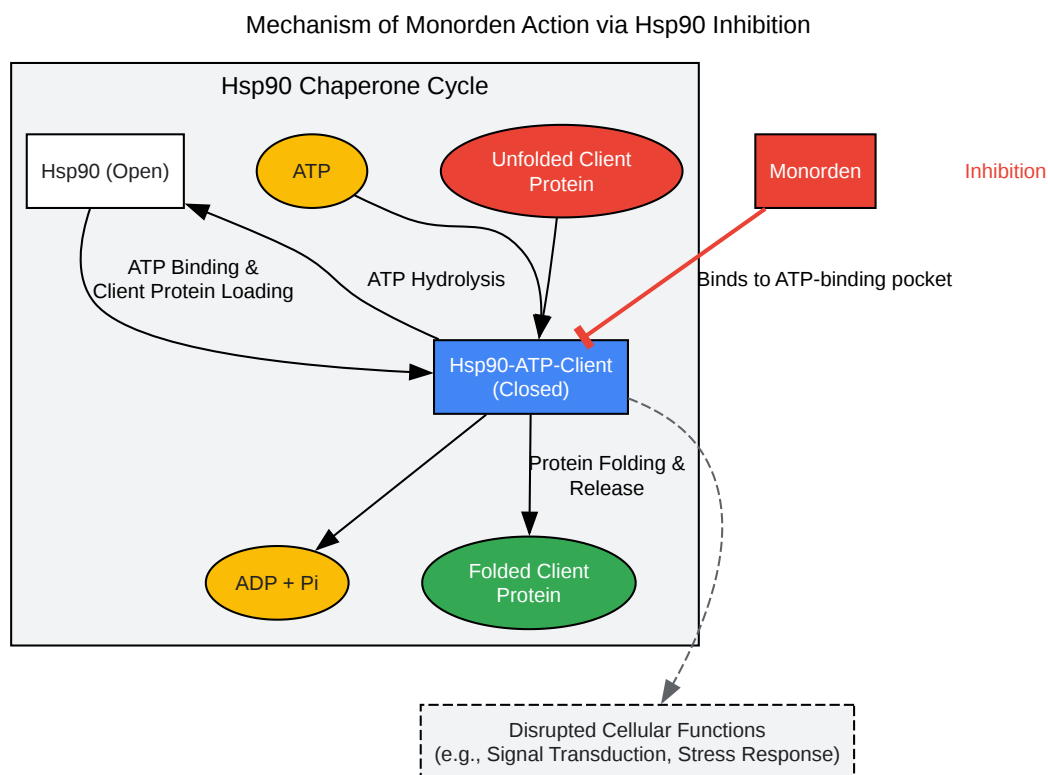 Mechanism of Monorden Action via Hsp90 Inhibition
Hsp90 Chaperone Cycle
Hsp90 (Open)
ATP
Unfolded Client
Protein
Monorden
Inhibition
ATP Binding &
Client Protein Loading
ATP Hydrolysis
Binds to ATP-binding pocket
Hsp90-ATP-Client
(Closed)
Protein Folding &
Release
ADP + Pi
Folded Client
Protein
Disrupted Cellular Functions
(e.g., Signal Transduction, Stress Response)